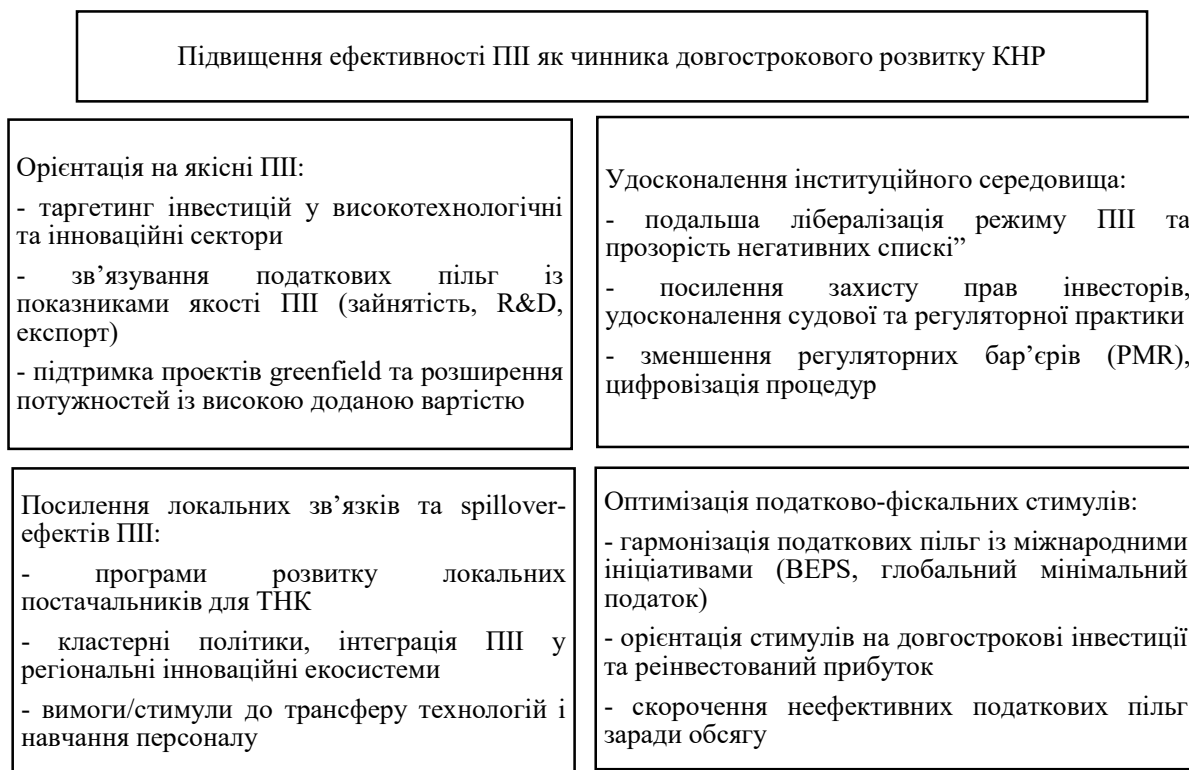 Підвищення ефективності ПІІ як чинника довгострокового розвитку КНР
Орієнтація на якісні ПІІ:
- таргетинг інвестицій у високотехнологічні
та інноваційні сектори
- зв’язування податкових пільг із
показниками якості ПІІ (зайнятість, R&D,
експорт)
- підтримка проектів greenfield та розширення
потужностей із високою доданою вартістю
Удосконалення інституційного середовища:
- подальша лібералізація режиму ПІІ та
прозорість негативних спискі”
- посилення захисту прав інвесторів,
удосконалення судової та регуляторної практики
- зменшення регуляторних бар’єрів (PMR),
цифровізація процедур
Посилення локальних зв’язків та spillover-
ефектів ПІІ:
- програми розвитку локальних
постачальників для ТНК
- кластерні політики, інтеграція ПІІ у
регіональні інноваційні екосистеми
- вимоги/стимули до трансферу технологій і
навчання персоналу
Оптимізація податково-фіскальних стимулів:
- гармонізація податкових пільг із міжнародними
ініціативами (BEPS, глобальний мінімальний
податок)
- орієнтація стимулів на довгострокові інвестиції
та реінвестований прибуток
- скорочення неефективних податкових пільг
заради обсягу